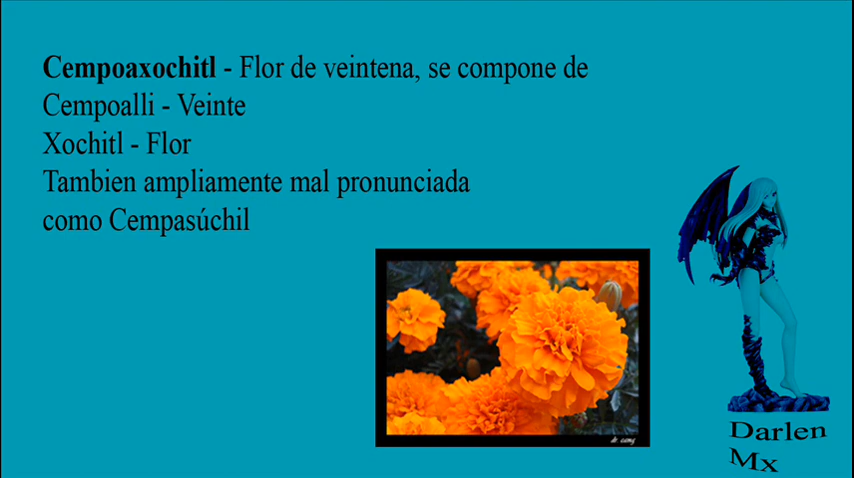 Cempoaxochitl - Flor de veintena, se compone de
Cempoalli - Veinte
Xochitl - Flor
Tambien ampliamente mal pronunciada
como Cempasúchil
Darlen
Mx